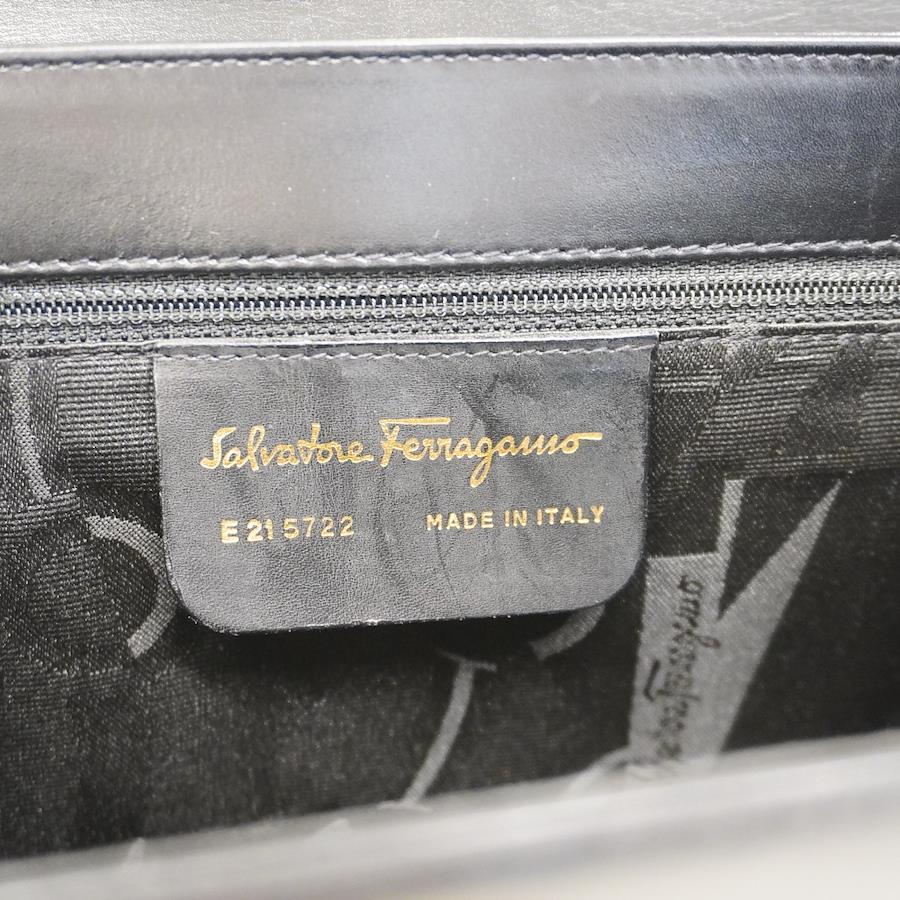 Salvatore Ferragamo
E 21 5722 MADE IN ITALY